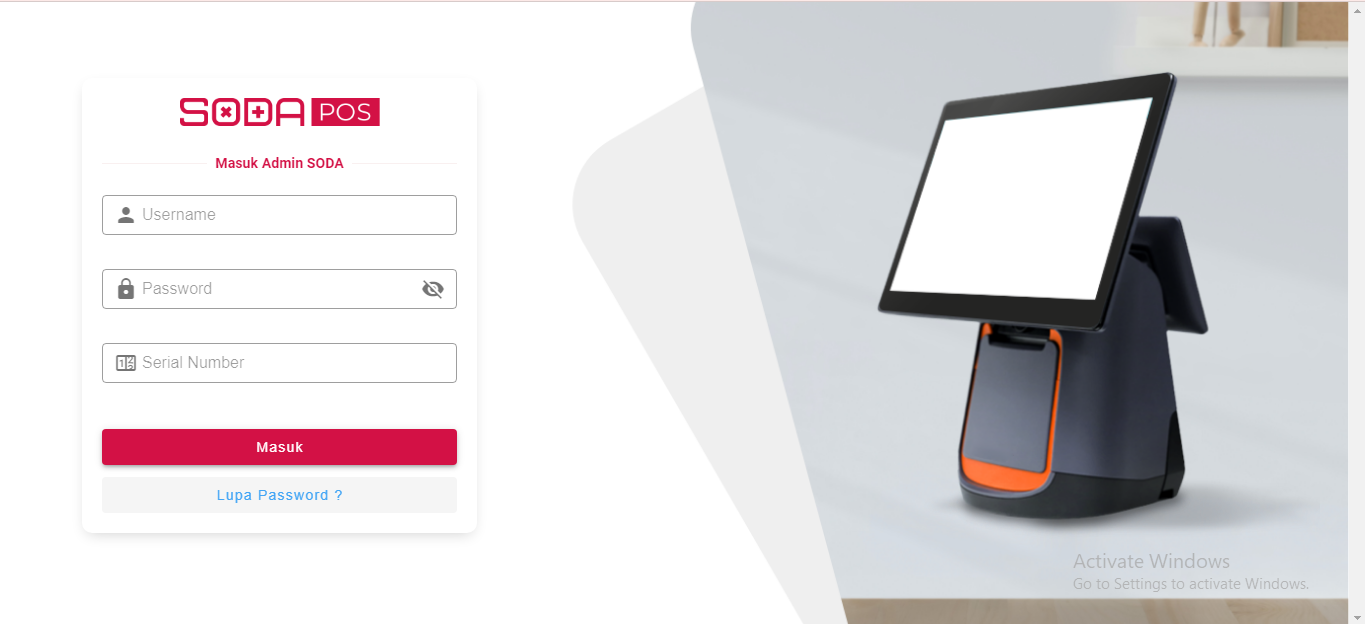 SODA POS
Masuk Admin SODA
Username
Password
Serial Number
Masuk
Lupa Password ?
Activate Windows
Go to Settings to activate Windows.